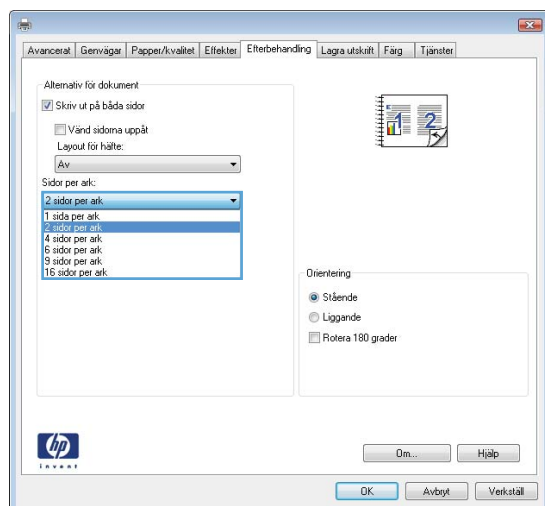 Avancerat Genvägar Papper/kvalitet Effekter Efterbehandling Lagra utskrift Färg Tjänster
Alternativ för dokument
Skriv ut på båda sidor
Vänd sidorna uppåt
Layout för häfte:
Av
Sidor per ark:
2 sidor per ark
1 sida per ark
2 sidor per ark
4 sidor per ark
6 sidor per ark
9 sidor per ark
16 sidor per ark
1 2
Orientering
Stående
Liggande
Rotera 180 grader
hp
invent
Om... Hjälp
OK Avbryt Verkställ